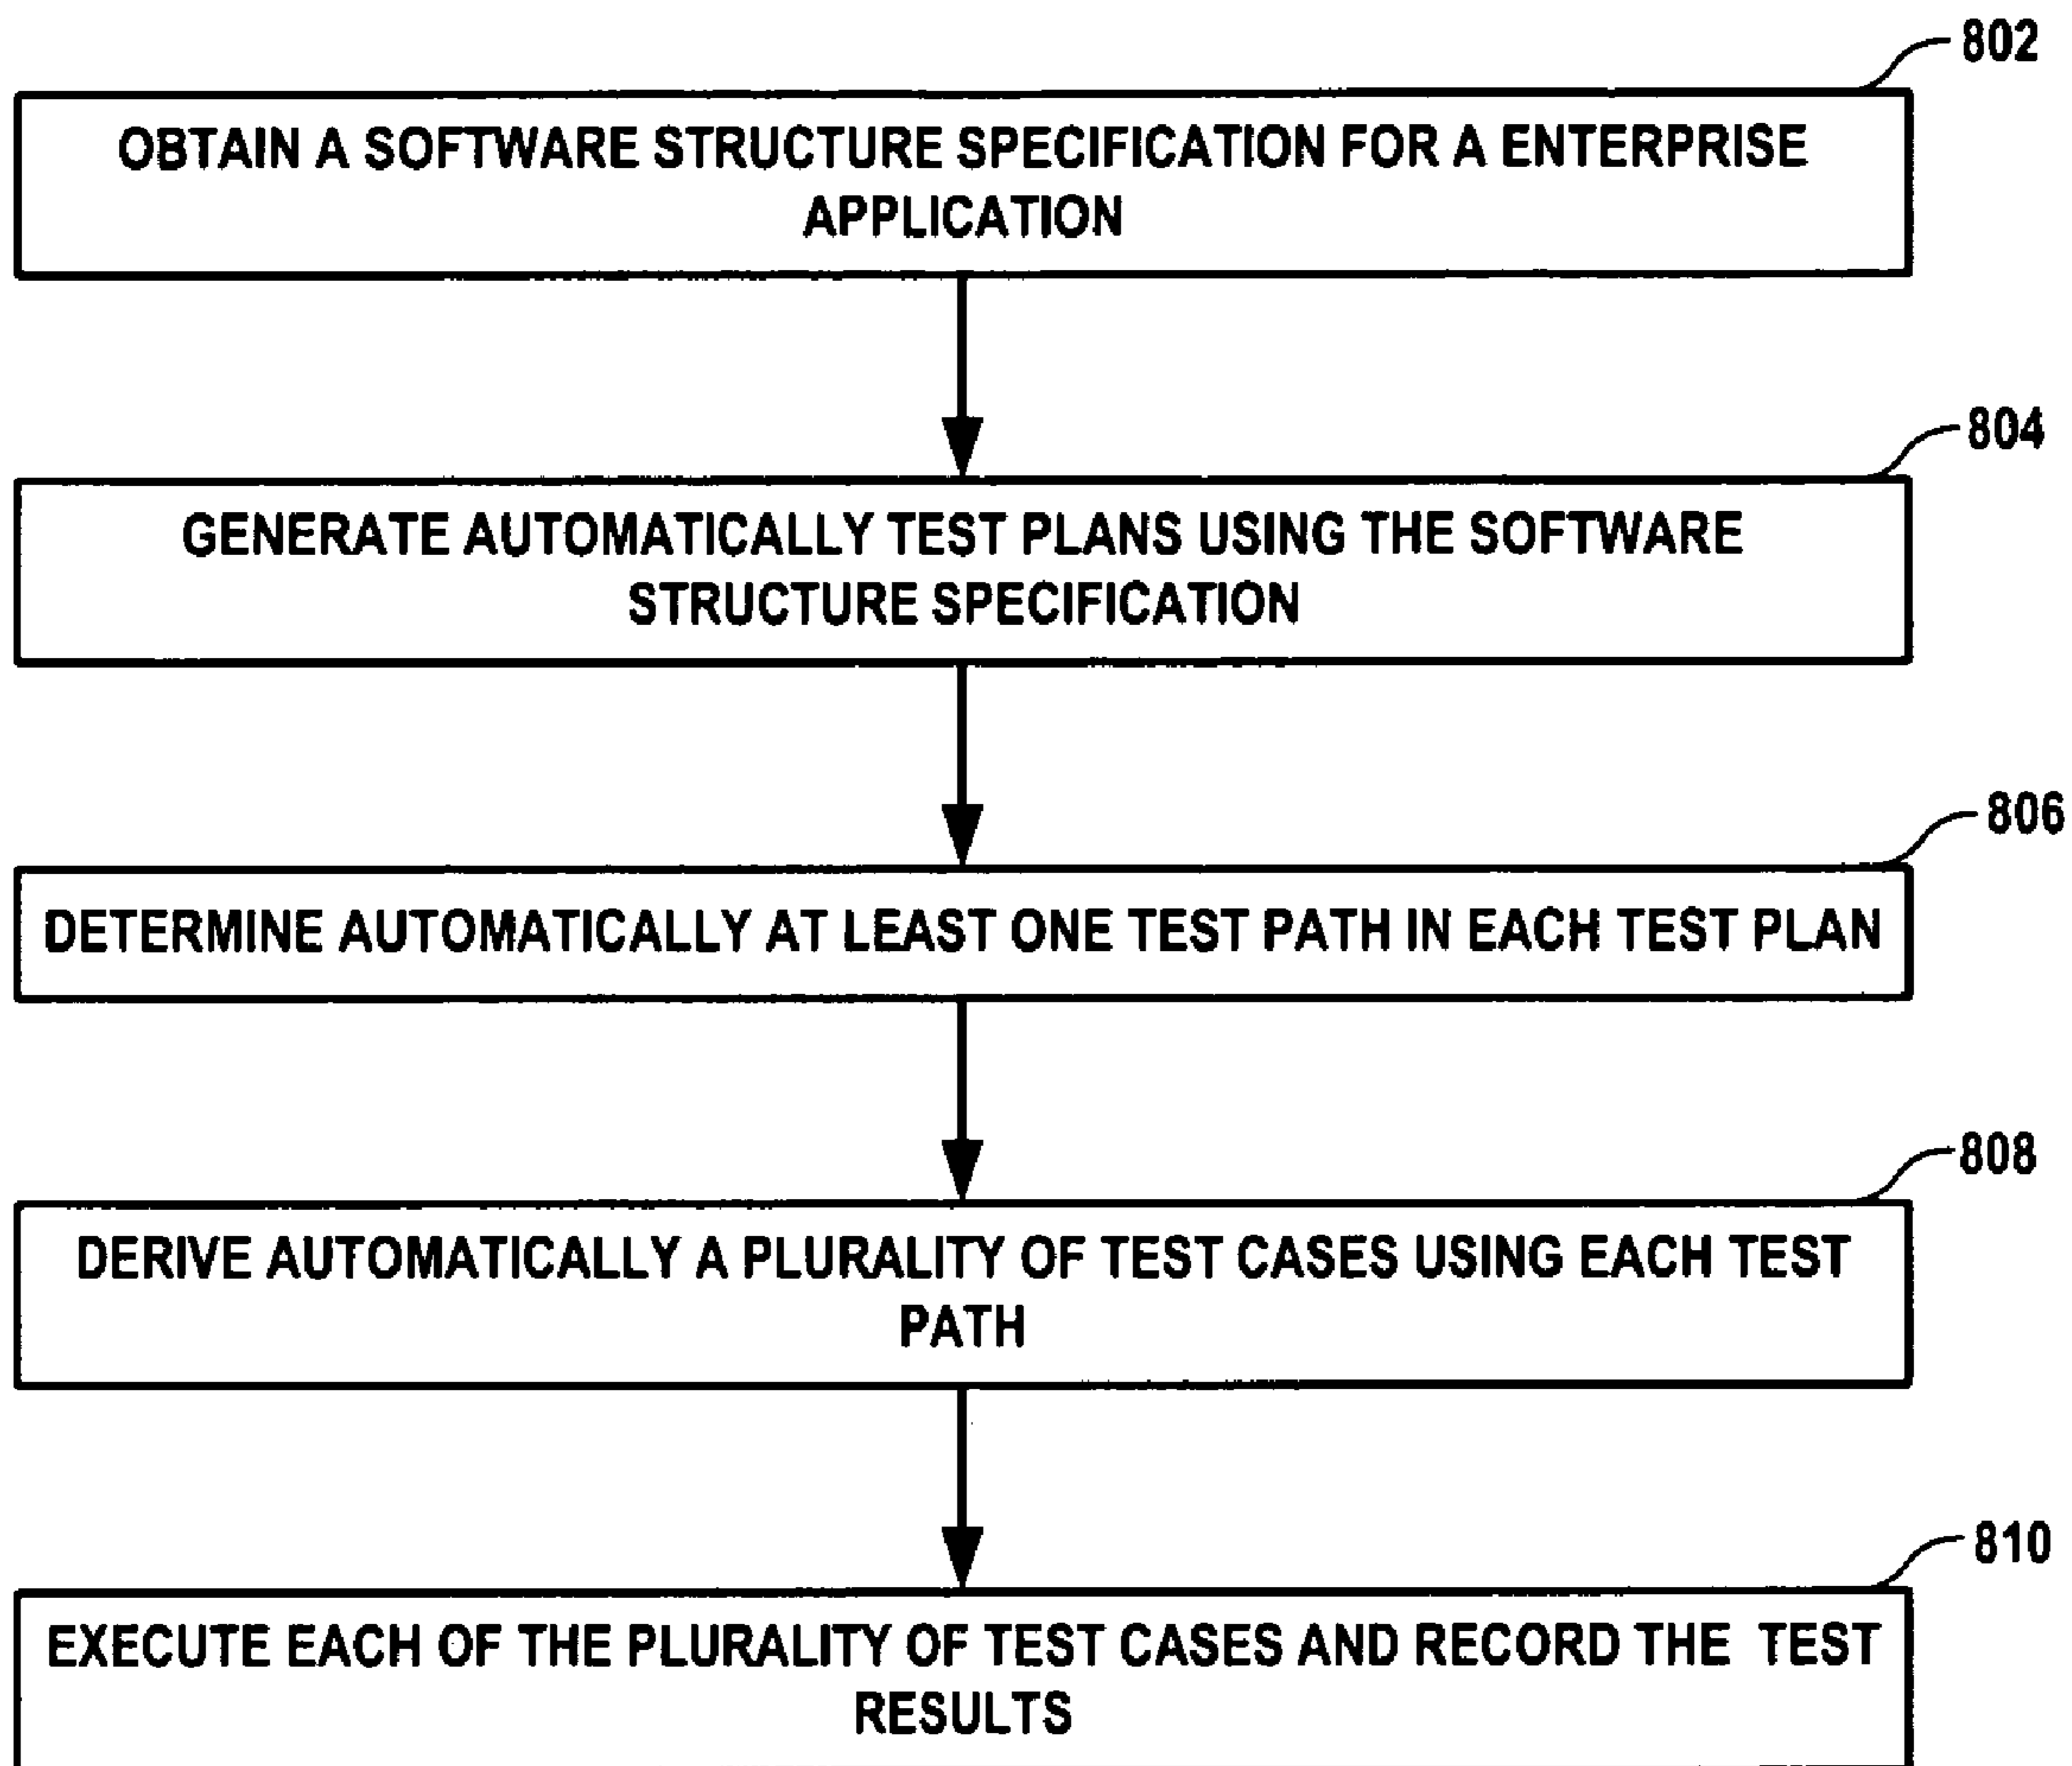 802
OBTAIN A SOFTWARE STRUCTURE SPECIFICATION FOR A ENTERPRISE
APPLICATION
804
GENERATE AUTOMATICALLY TEST PLANS USING THE SOFTWARE
STRUCTURE SPECIFICATION
806
DETERMINE AUTOMATICALLY AT LEAST ONE TEST PATH IN EACH TEST PLAN
808
DERIVE AUTOMATICALLY A PLURALITY OF TEST CASES USING EACH TEST
PATH
810
EXECUTE EACH OF THE PLURALITY OF TEST CASES AND RECORD THE TEST
RESULTS